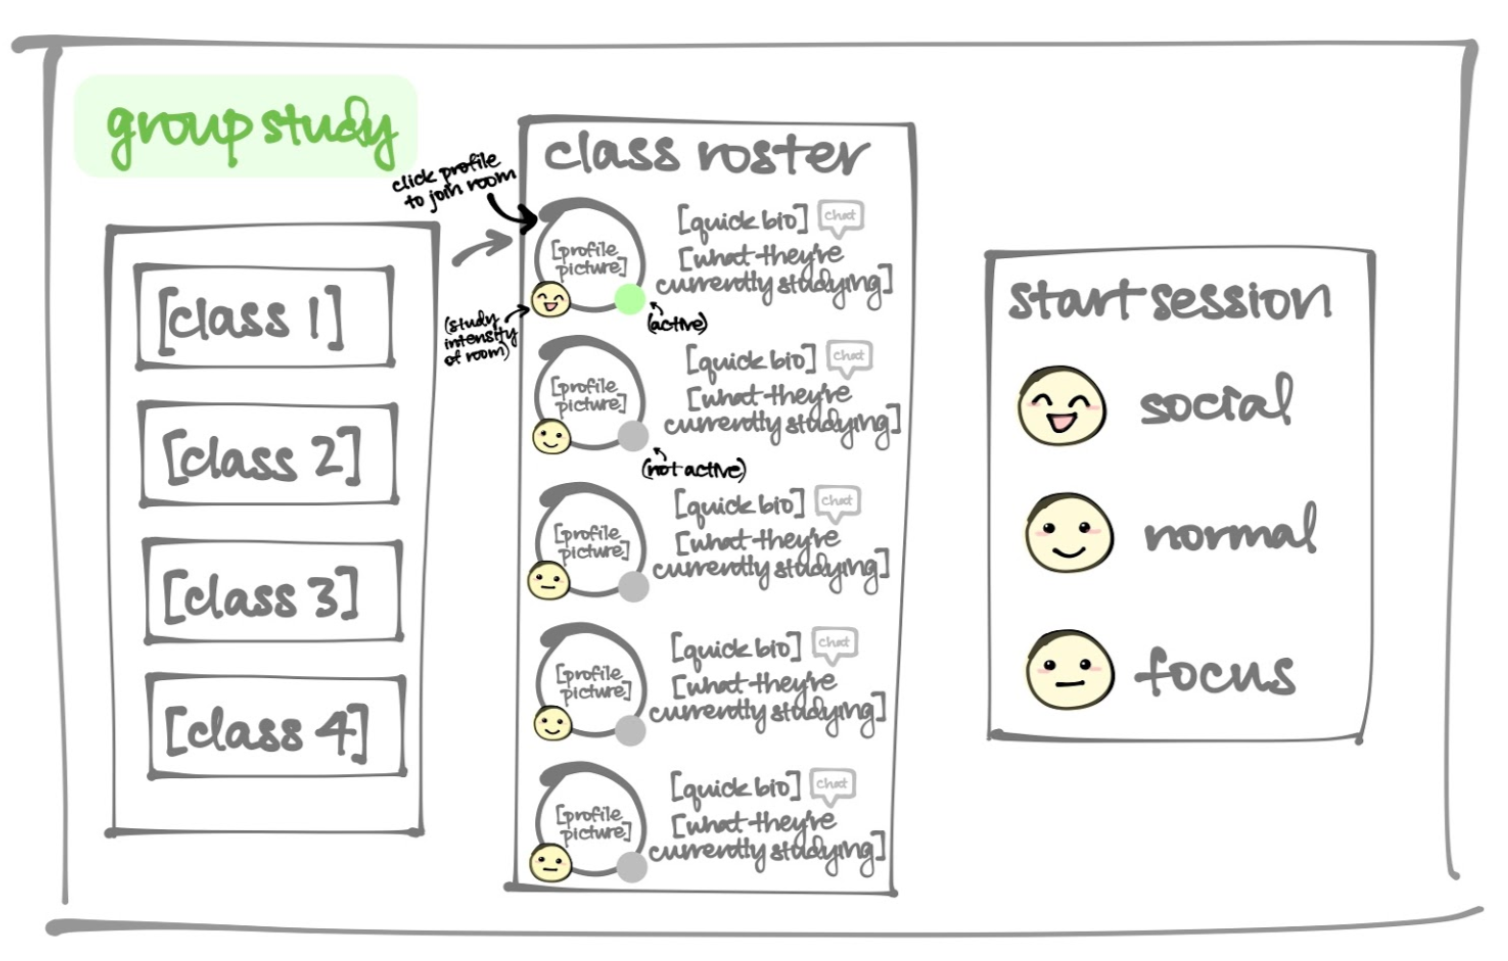 group study
[class 1]
[class 2]
[class 3]
[class 4]
click profile
to join room
class roster
[profile
picture]
[quick bio]
chat
[what they're
currently studying]
(study
intensity
of room)
(active)
[profile
picture]
[quick bio]
chat
[what they're
currently studying]
(not active)
[profile
picture]
[quick bio]
chat
[what they're
currently studying]
[profile
picture]
[quick bio]
chat
[what they're
currently studying]
[profile
picture]
[quick bio]
chat
[what they're
currently studying]
start session
social
normal
focus